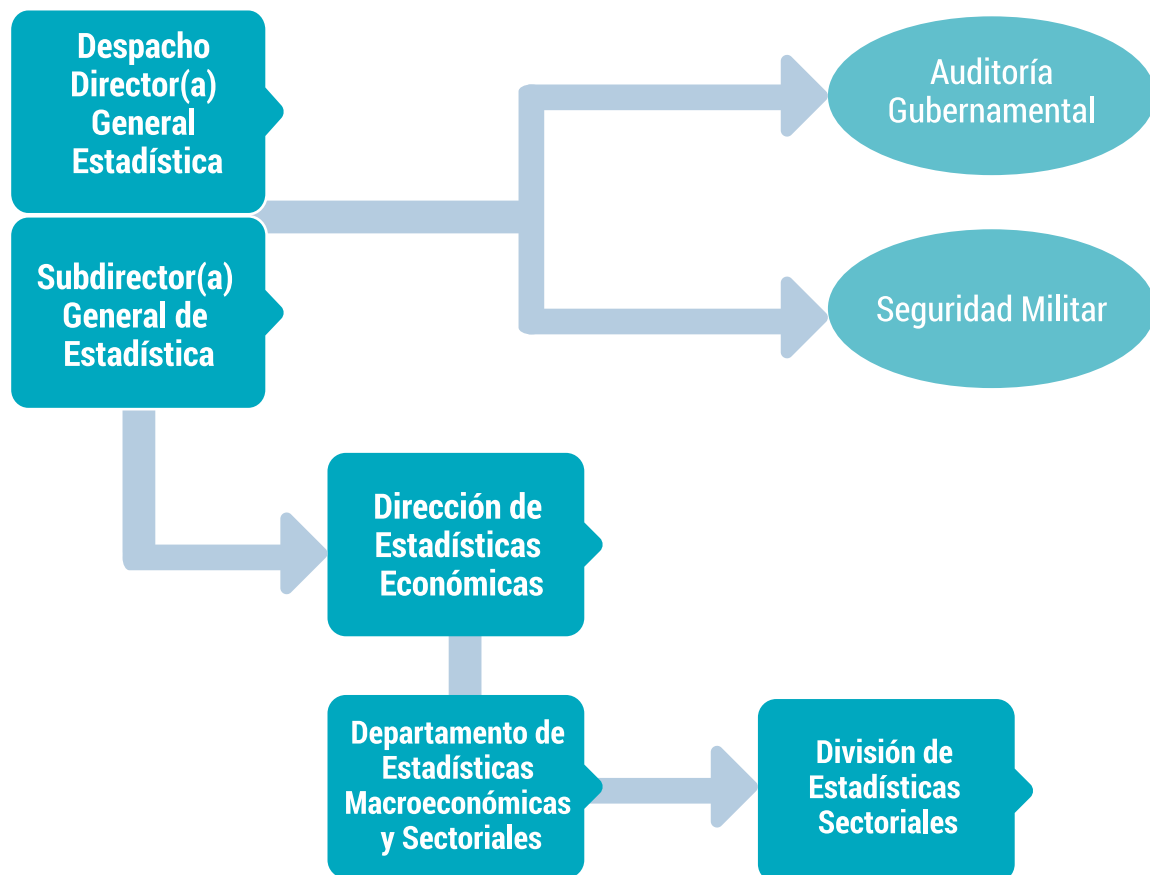 Despacho
Director(a)
General
Estadística
Auditoría
Gubernamental
Subdirector(a)
General de
Estadística
Seguridad Militar
Dirección de
Estadísticas
Económicas
Departamento de
Estadísticas
Macroeconómicas
y Sectoriales
División de
Estadísticas
Sectoriales